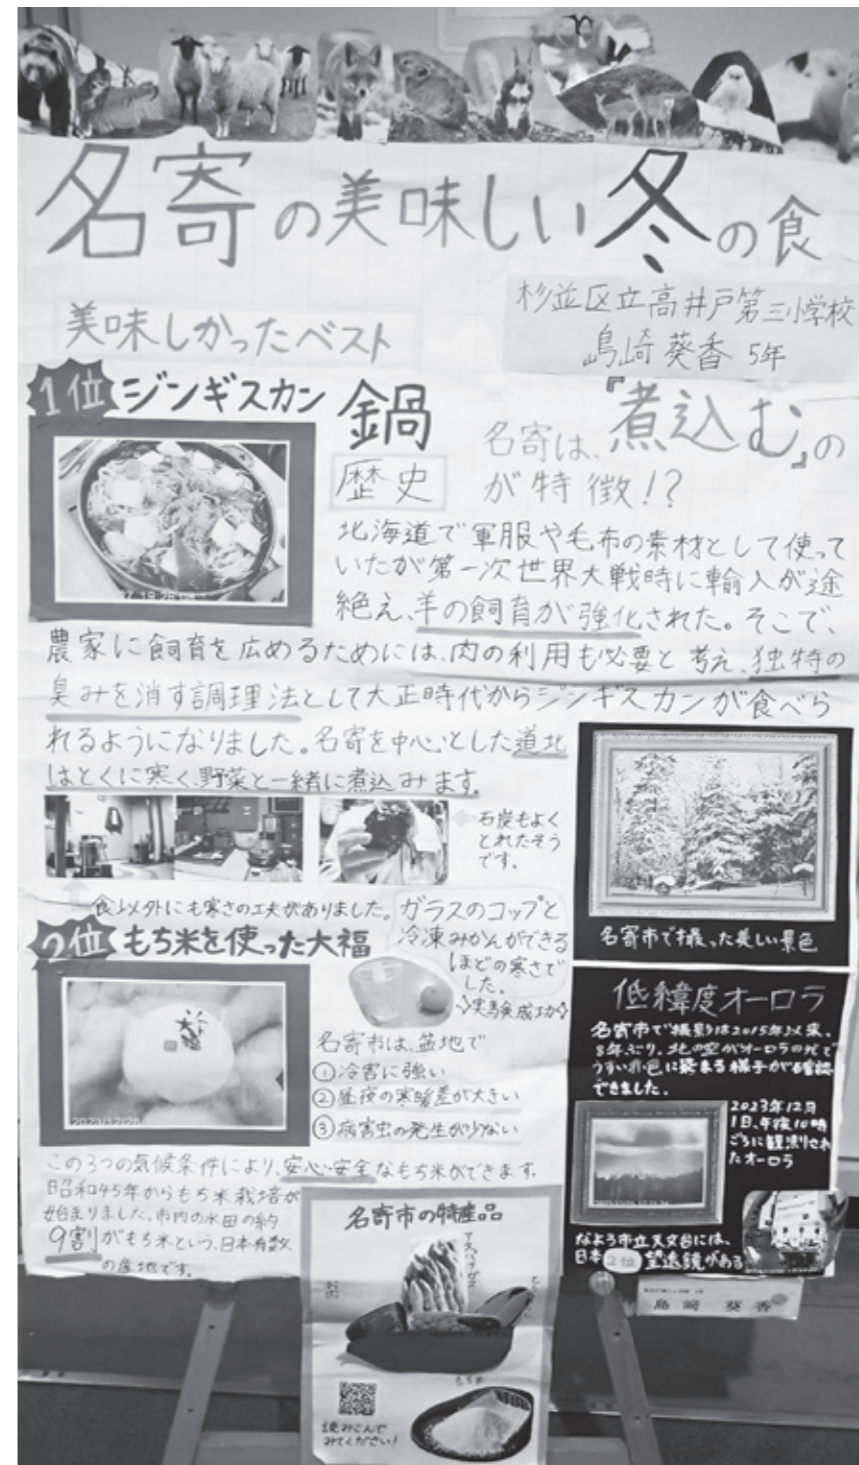 名寄の美味しい冬の食
杉並区立高井戸第三小学校
島崎葵香 5年
美味しかったベスト
1位 ジンギスカン鍋
名寄は、『煮込む』の
が特徴!?
歴史
北海道で軍服や毛布の素材として使って
いたが第一次世界大戦時に輸入が途
絶え、羊の飼育が強化された。そこで、
農家に飼育を広めるためには、肉の利用も必要と考え、独特の
臭みを消す調理法として大正時代からジンギスカンが食べら
れるようになりました。名寄を中心とした道北
はとくに寒く、野菜と一緒に煮込みます。
石炭もよく
とれたそう
です。
食以外にも寒さの工夫がありました。
2位 もち米を使った大福
ガラスのコップと
冷凍みかんができる
ほどの寒さで
した。
実験成功
名寄市は、盆地で
①冷害に強い
②昼夜の寒暖差が大きい
③病害虫の発生が少ない
この3つの気候条件により、安心・安全なもち米ができます。
昭和45年からもち米栽培が
始まりました。市内の水田の約
9割がもち米という、日本有数
の産地です。
名寄市の特産品
アスパラガス
もち米
読みこんで
みてください!
名寄市で撮った美しい景色
低緯度オーロラ
名寄市で撮影は2015年以来、
8年ぶり。北の空がオーロラの光で
うすい赤色に染まる様子が確認
できました。
2023年12月
1日、午後10時
ごろに観測され
たオーロラ
なよろ市立天文台には、
日本2位望遠鏡がある
島崎葵香